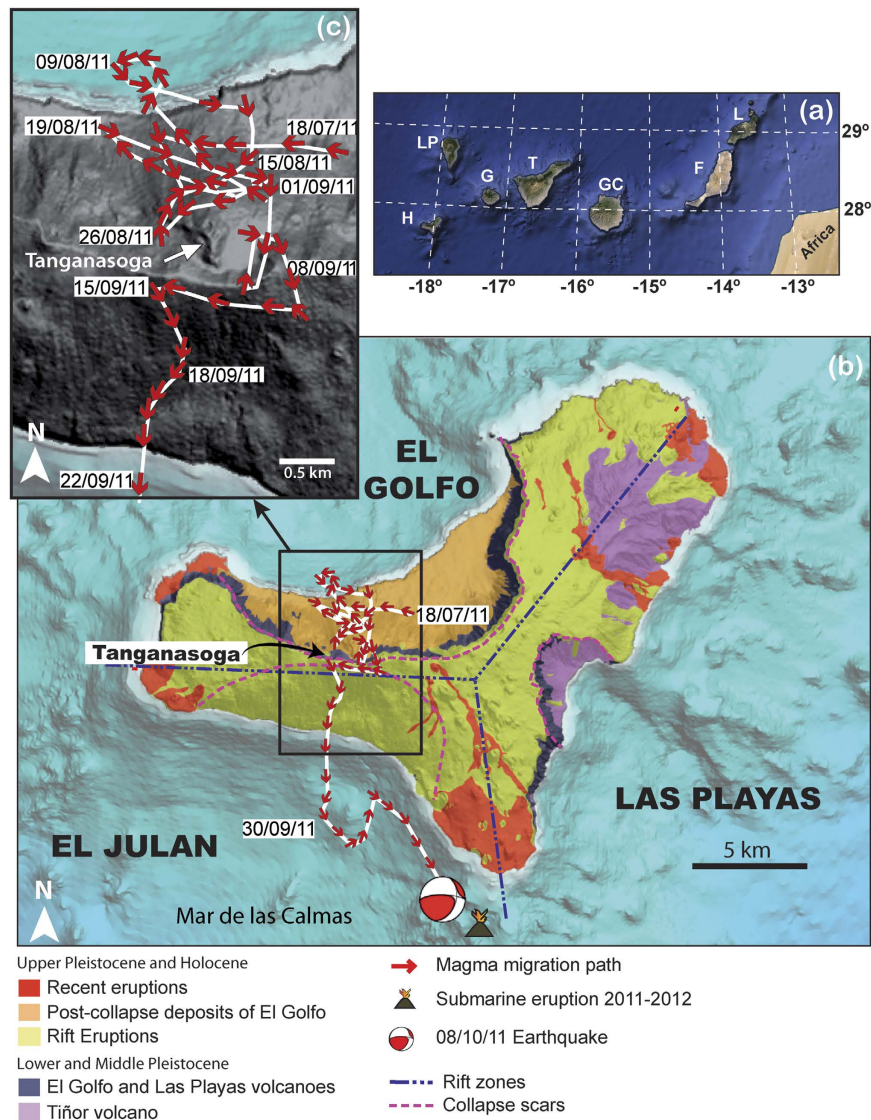 (c)
09/08/11
19/08/11
18/07/11
15/08/11
01/09/11
26/08/11
Tanganasoga
08/09/11
15/09/11
18/09/11
N
0.5 km
22/09/11
(a)
L
29º
LP
G
T
F
GC
28º
H
Africa
-18º
-17º
-16º
-15º
-14º
-13º
(b)
EL
GOLFO
18/07/11
Tanganasoga
30/09/11
LAS PLAYAS
EL JULAN
5 km
N
Mar de las Calmas
Upper Pleistocene and Holocene
Recent eruptions
Post-collapse deposits of El Golfo
Rift Eruptions
Lower and Middle Pleistocene
El Golfo and Las Playas volcanoes
Tiñor volcano
Magma migration path
Submarine eruption 2011-2012
08/10/11 Earthquake
Rift zones
Collapse scars